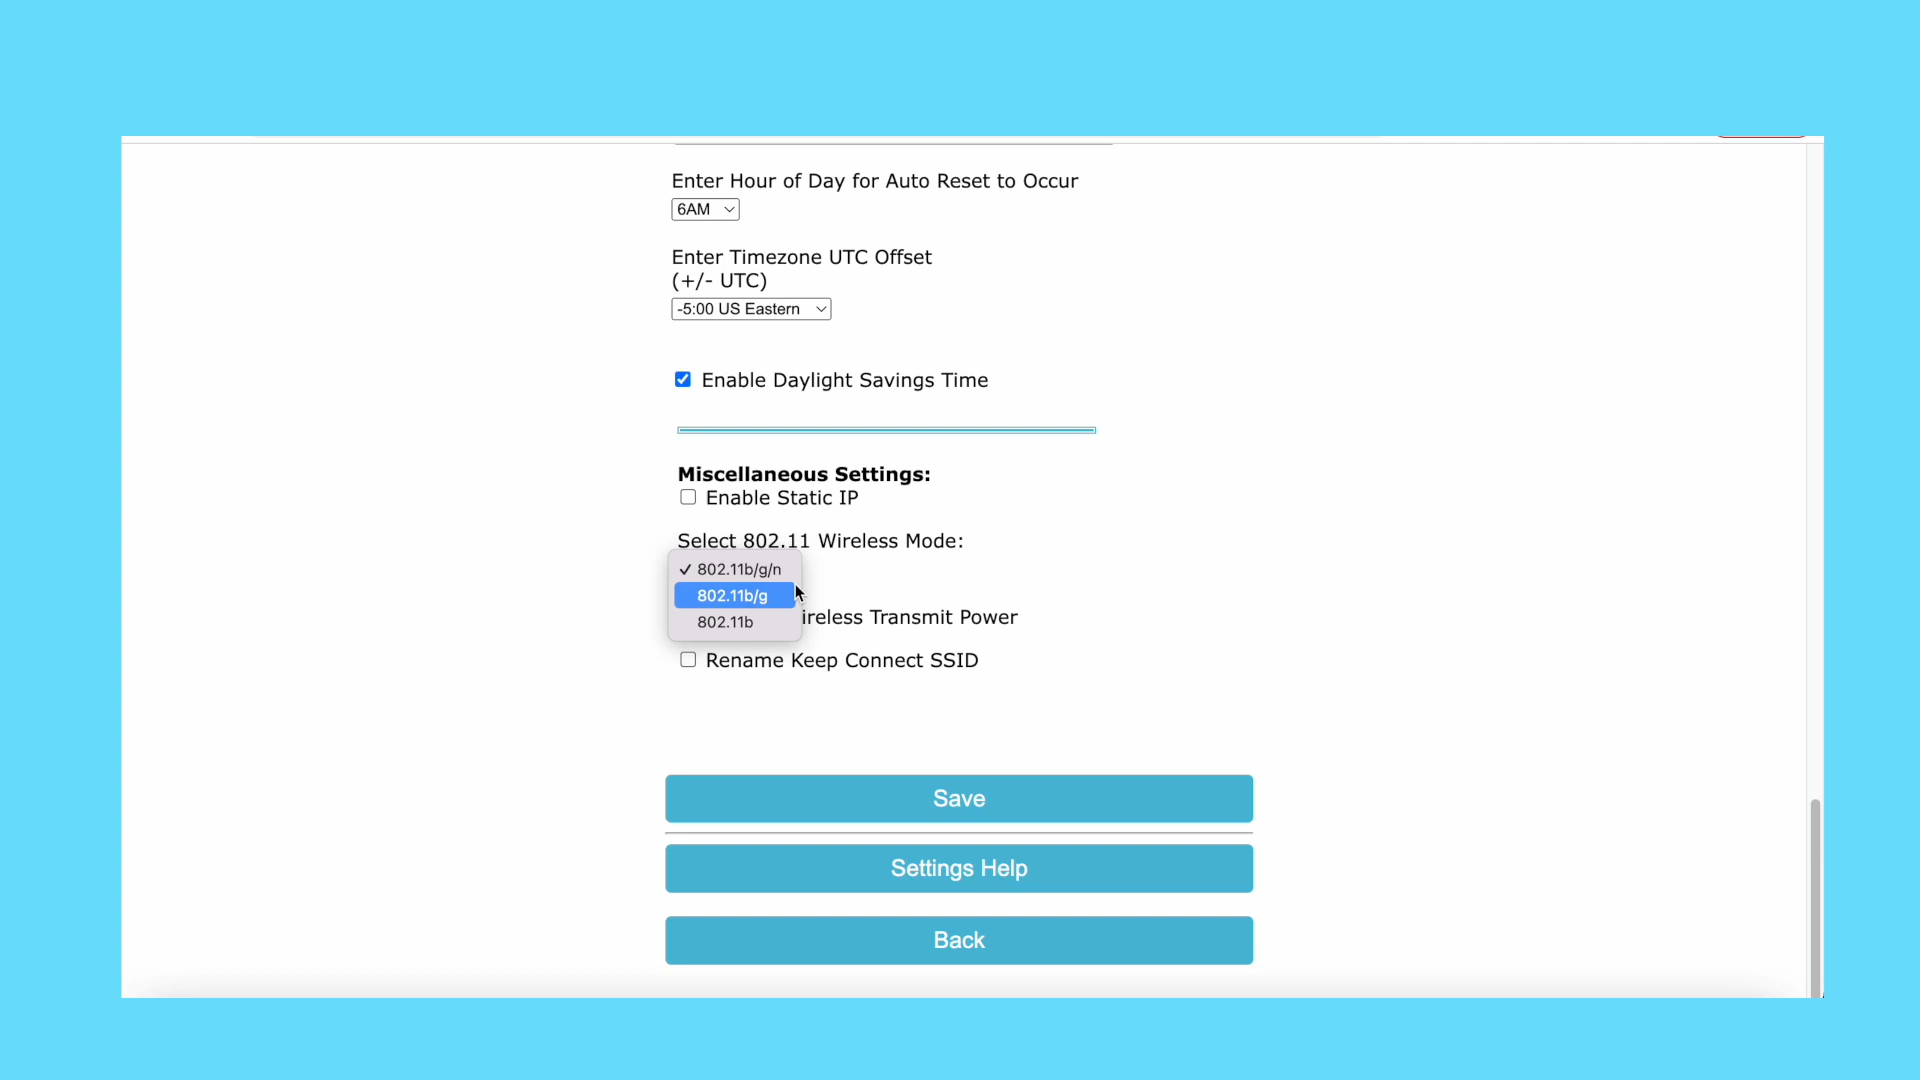 Enter Hour of Day for Auto Reset to Occur
6AM
Enter Timezone UTC Offset
(+/- UTC)
-5:00 US Eastern
Enable Daylight Savings Time
Miscellaneous Settings:
Enable Static IP
Select 802.11 Wireless Mode:
802.11b/g/n
802.11b/g
802.11b
Transmit Power
Rename Keep Connect SSID
Save
Settings Help
Back